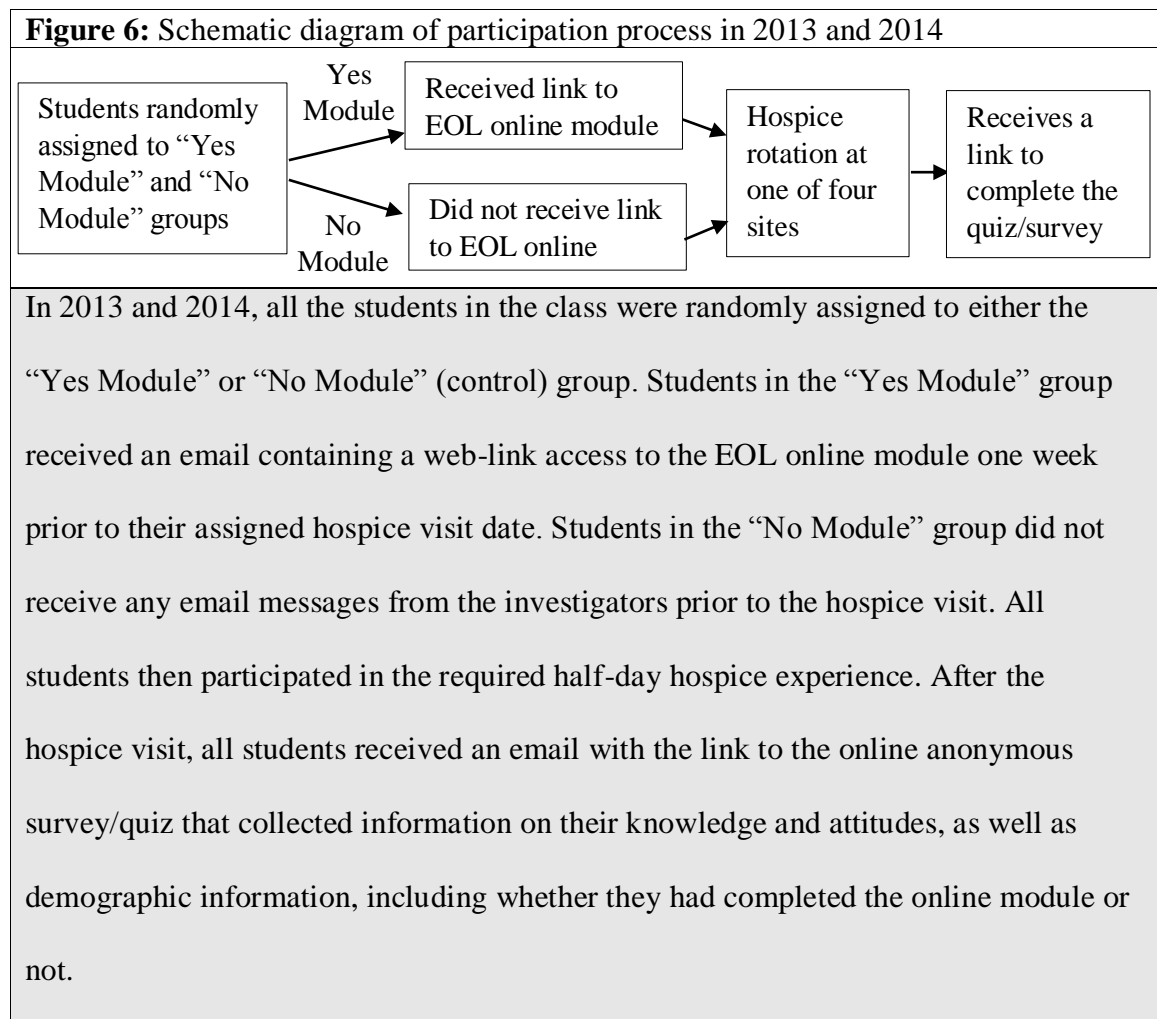 Figure 6: Schematic diagram of participation process in 2013 and 2014
Students randomly
assigned to “Yes
Module” and “No
Module” groups
Yes
Module
No
Module
Received link to
EOL online module
Did not receive link
to EOL online
Hospice
rotation at
one of four
sites
Receives a
link to
complete the
quiz/survey
In 2013 and 2014, all the students in the class were randomly assigned to either the
“Yes Module” or “No Module” (control) group. Students in the “Yes Module” group
received an email containing a web-link access to the EOL online module one week
prior to their assigned hospice visit date. Students in the “No Module” group did not
receive any email messages from the investigators prior to the hospice visit. All
students then participated in the required half-day hospice experience. After the
hospice visit, all students received an email with the link to the online anonymous
survey/quiz that collected information on their knowledge and attitudes, as well as
demographic information, including whether they had completed the online module or
not.